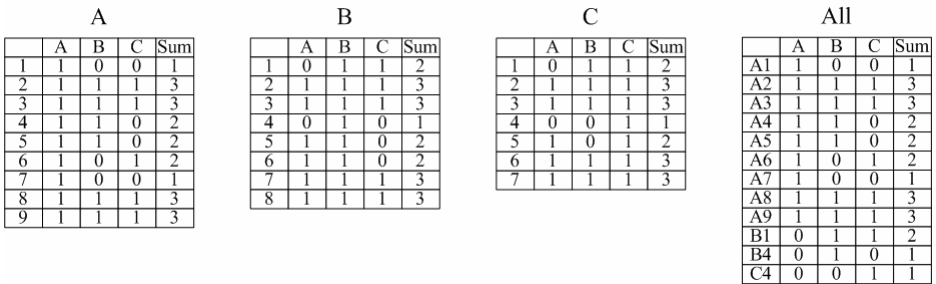 A
A B C Sum
1 1 0 0 1
2 1 1 1 3
3 1 1 1 3
4 1 1 0 2
5 1 1 0 2
6 1 0 1 2
7 1 0 0 1
8 1 1 1 3
9 1 1 1 3
B
A B C Sum
1 0 1 1 2
2 1 1 1 3
3 1 1 1 3
4 0 1 0 1
5 1 1 0 2
6 1 1 0 2
7 1 1 1 3
8 1 1 1 3
C
A B C Sum
1 0 1 1 2
2 1 1 1 3
3 1 1 1 3
4 0 0 1 1
5 1 0 1 2
6 1 1 1 3
7 1 1 1 3
All
A B C Sum
A1 1 0 0 1
A2 1 1 1 3
A3 1 1 1 3
A4 1 1 0 2
A5 1 1 0 2
A6 1 0 1 2
A7 1 0 0 1
A8 1 1 1 3
A9 1 1 1 3
B1 0 1 1 2
B4 0 1 0 1
C4 0 0 1 1